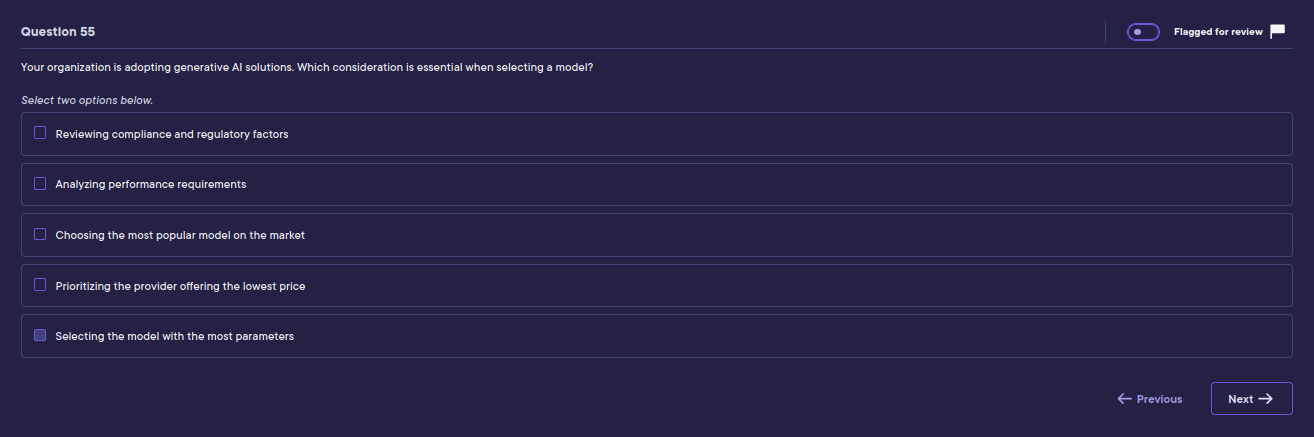 Question 55
Flagged for review
Your organization is adopting generative AI solutions. Which consideration is essential when selecting a model?
Select two options below.
Reviewing compliance and regulatory factors
Analyzing performance requirements
Choosing the most popular model on the market
Prioritizing the provider offering the lowest price
Selecting the model with the most parameters
Previous
Next